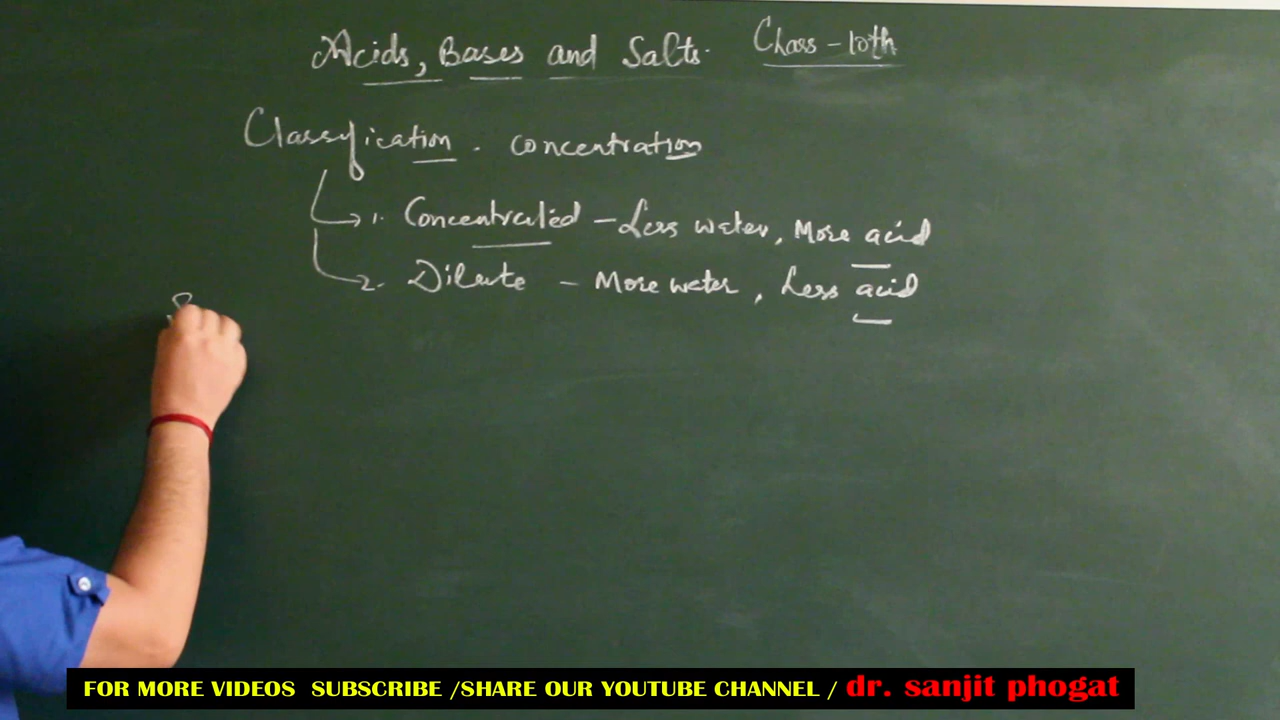 Acids, Bases and Salts. Class - 10th
Classification . concentration
1. Concentrated - Less water, More acid
2. Dilute - More water, Less acid
FOR MORE VIDEOS SUBSCRIBE /SHARE OUR YOUTUBE CHANNEL / dr. sanjit phogat